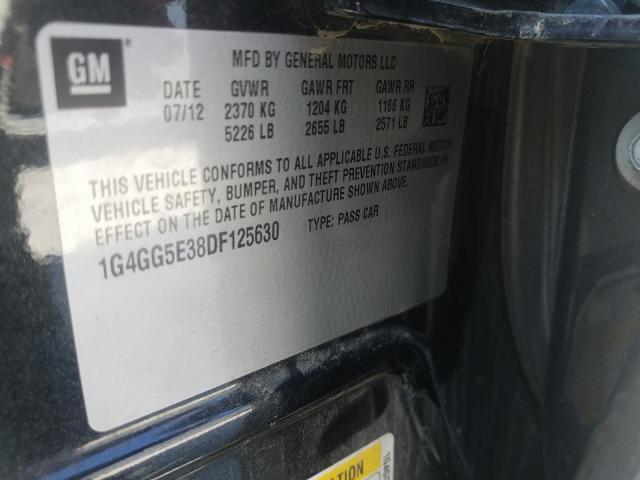 GM
MFD BY GENERAL MOTORS LLC
DATE GVWR GAWR FRT GAWR RR
07/12 2370 KG 1204 KG 1166 KG
5226 LB 2655 LB 2571 LB
THIS VEHICLE CONFORMS TO ALL APPLICABLE U.S. FEDERAL MOTOR
VEHICLE SAFETY, BUMPER, AND THEFT PREVENTION STANDARDS IN
EFFECT ON THE DATE OF MANUFACTURE SHOWN ABOVE.
1G4GG5E38DF125630 TYPE: PASS CAR